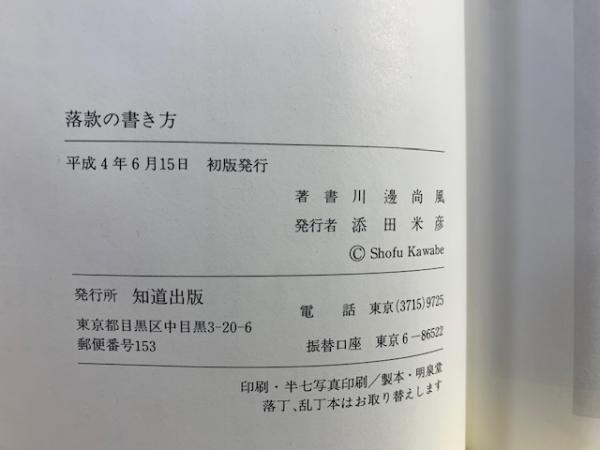 落款の書き方
平成4年6月15日 初版発行
著書 川邊尚風
発行者 添田米彦
© Shofu Kawabe
発行所 知道出版
電話 東京(3715)9725
東京都目黒区中目黒3-20-6
郵便番号153
振替口座 東京6-86522
印刷・半七写真印刷/製本・明泉堂
落丁、乱丁本はお取り替えします